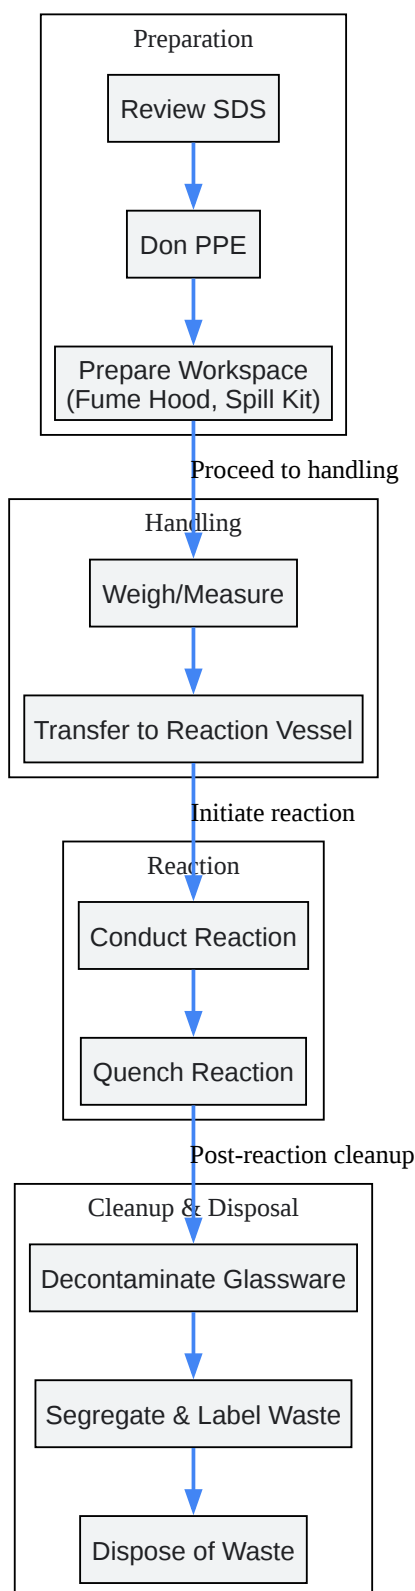 Preparation
Review SDS
Don PPE
Prepare Workspace
(Fume Hood, Spill Kit)
Proceed to handling
Handling
Weigh/Measure
Transfer to Reaction Vessel
Initiate reaction
Reaction
Conduct Reaction
Quench Reaction
Post-reaction cleanup
Cleanup & Disposal
Decontaminate Glassware
Segregate & Label Waste
Dispose of Waste